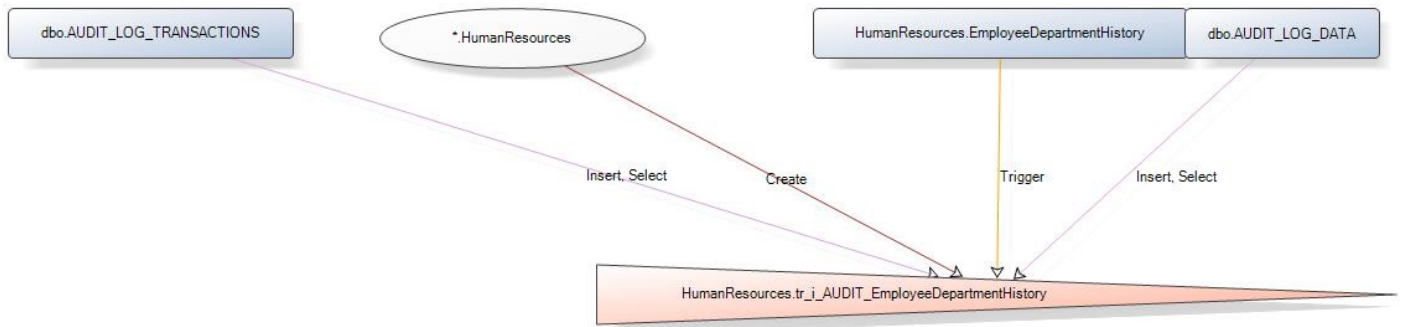 dbo.AUDIT_LOG_TRANSACTIONS
*.HumanResources
HumanResources.EmployeeDepartmentHistory
dbo.AUDIT_LOG_DATA
Insert, Select
Create
Trigger
Insert, Select
HumanResources.tr_i_AUDIT_EmployeeDepartmentHistory